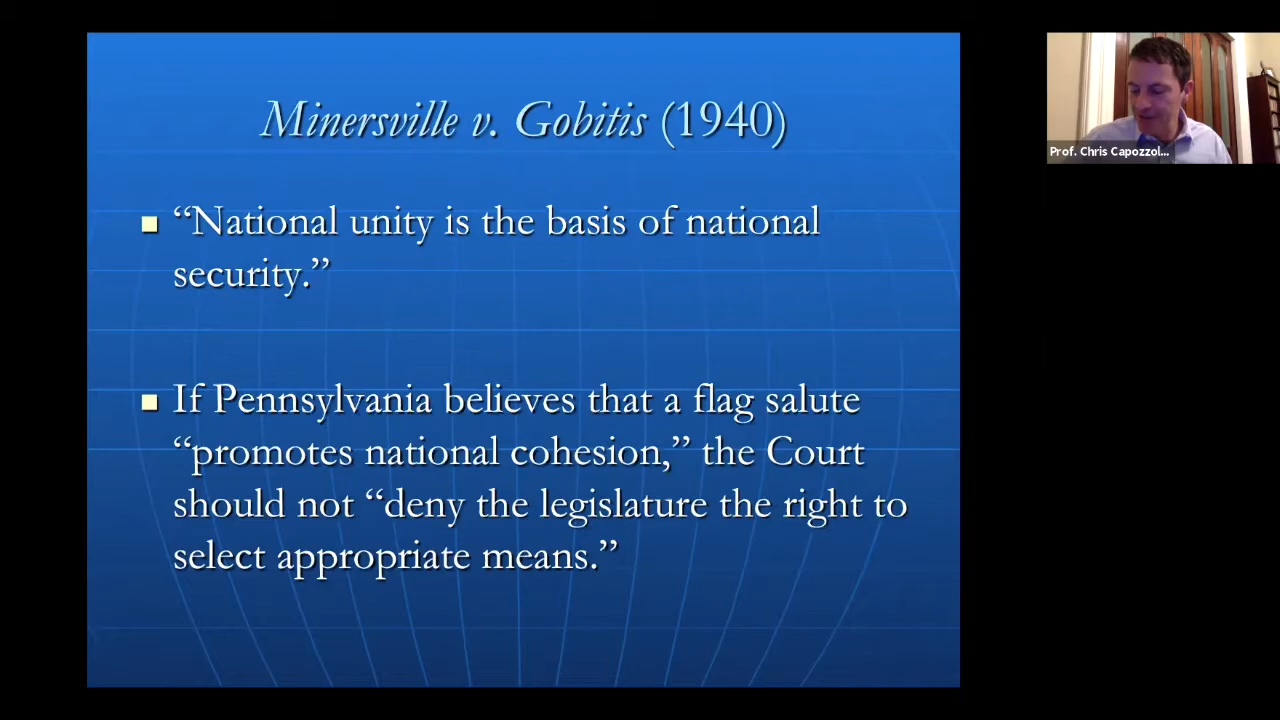 Minersville v. Gobitis (1940)
“National unity is the basis of national
security.”
If Pennsylvania believes that a flag salute
“promotes national cohesion,” the Court
should not “deny the legislature the right to
select appropriate means.”
Prof. Chris Capozzol...